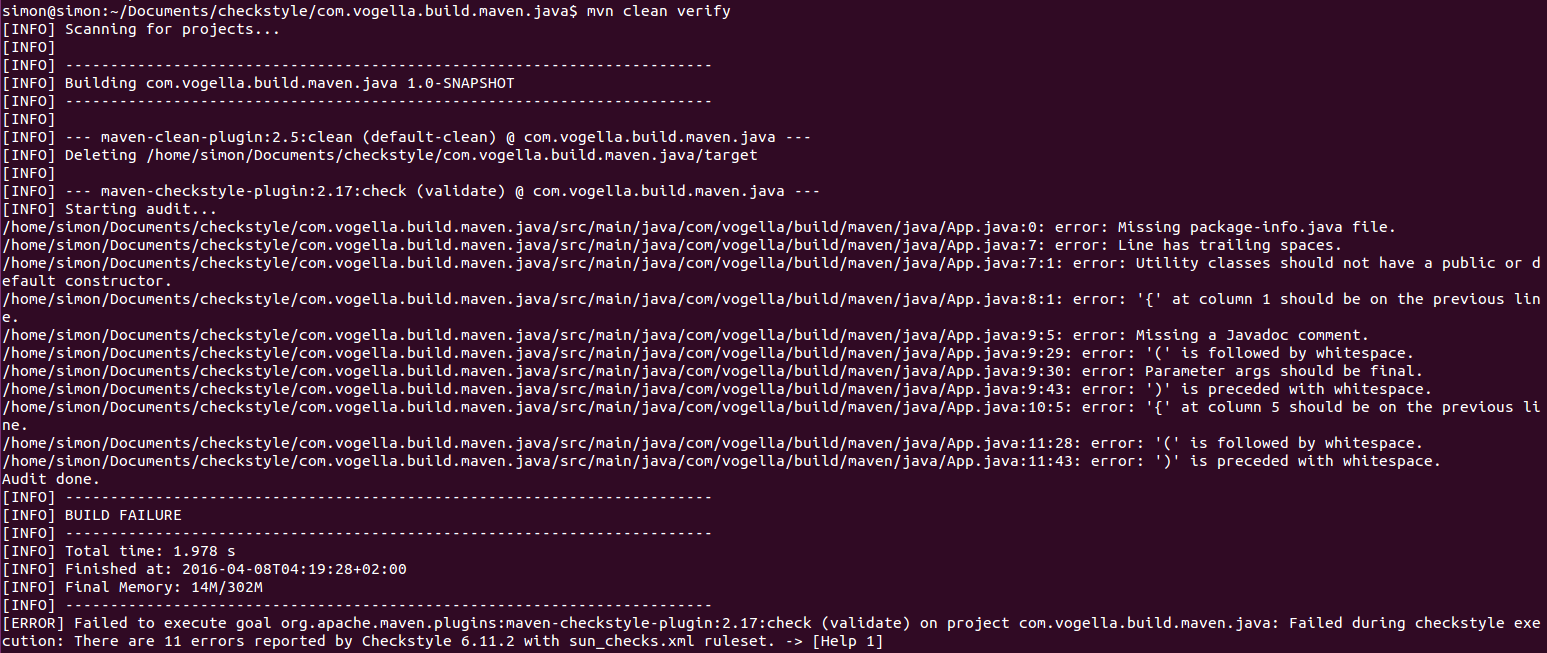 simon@simon:~/Documents/checkstyle/com.vogella.build.maven.java$ mvn clean verify
[INFO] Scanning for projects...
[INFO]
[INFO] ------------------------------------------------------------------------
[INFO] Building com.vogella.build.maven.java 1.0-SNAPSHOT
[INFO] ------------------------------------------------------------------------
[INFO]
[INFO] --- maven-clean-plugin:2.5:clean (default-clean) @ com.vogella.build.maven.java ---
[INFO] Deleting /home/simon/Documents/checkstyle/com.vogella.build.maven.java/target
[INFO]
[INFO] --- maven-checkstyle-plugin:2.17:check (validate) @ com.vogella.build.maven.java ---
[INFO] Starting audit...
/home/simon/Documents/checkstyle/com.vogella.build.maven.java/src/main/java/com/vogella/build/maven/java/App.java:0: error: Missing package-info.java file.
/home/simon/Documents/checkstyle/com.vogella.build.maven.java/src/main/java/com/vogella/build/maven/java/App.java:7: error: Line has trailing spaces.
/home/simon/Documents/checkstyle/com.vogella.build.maven.java/src/main/java/com/vogella/build/maven/java/App.java:7:1: error: Utility classes should not have a public or d
efault constructor.
/home/simon/Documents/checkstyle/com.vogella.build.maven.java/src/main/java/com/vogella/build/maven/java/App.java:8:1: error: '{' at column 1 should be on the previous lin
e.
/home/simon/Documents/checkstyle/com.vogella.build.maven.java/src/main/java/com/vogella/build/maven/java/App.java:9:5: error: Missing a Javadoc comment.
/home/simon/Documents/checkstyle/com.vogella.build.maven.java/src/main/java/com/vogella/build/maven/java/App.java:9:29: error: '(' is followed by whitespace.
/home/simon/Documents/checkstyle/com.vogella.build.maven.java/src/main/java/com/vogella/build/maven/java/App.java:9:30: error: Parameter args should be final.
/home/simon/Documents/checkstyle/com.vogella.build.maven.java/src/main/java/com/vogella/build/maven/java/App.java:9:43: error: ')' is preceded with whitespace.
/home/simon/Documents/checkstyle/com.vogella.build.maven.java/src/main/java/com/vogella/build/maven/java/App.java:10:5: error: '{' at column 5 should be on the previous li
ne.
/home/simon/Documents/checkstyle/com.vogella.build.maven.java/src/main/java/com/vogella/build/maven/java/App.java:11:28: error: '(' is followed by whitespace.
/home/simon/Documents/checkstyle/com.vogella.build.maven.java/src/main/java/com/vogella/build/maven/java/App.java:11:43: error: ')' is preceded with whitespace.
Audit done.
[INFO] ------------------------------------------------------------------------
[INFO] BUILD FAILURE
[INFO] ------------------------------------------------------------------------
[INFO] Total time: 1.978 s
[INFO] Finished at: 2016-04-08T04:19:28+02:00
[INFO] Final Memory: 14M/302M
[INFO] ------------------------------------------------------------------------
[ERROR] Failed to execute goal org.apache.maven.plugins:maven-checkstyle-plugin:2.17:check (validate) on project com.vogella.build.maven.java: Failed during checkstyle exe
cution: There are 11 errors reported by Checkstyle 6.11.2 with sun_checks.xml ruleset. -> [Help 1]